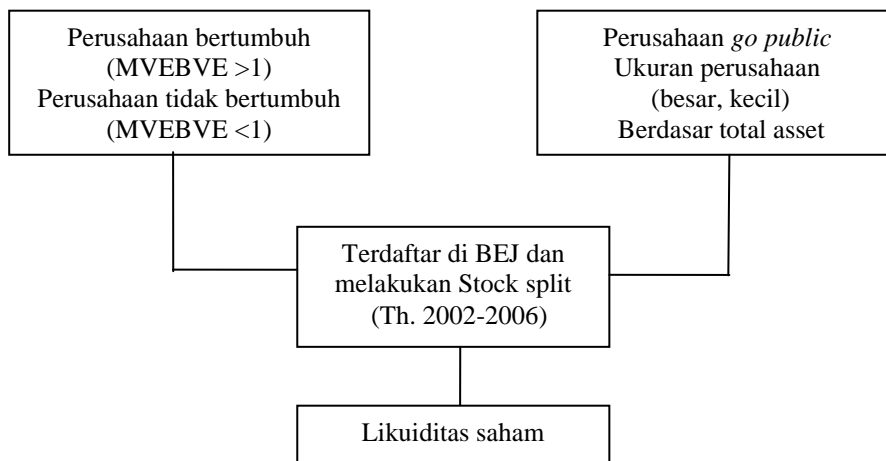 Perusahaan bertumbuh
(MVEBVE >1)
Perusahaan tidak bertumbuh
(MVEBVE <1)
Perusahaan go public
Ukuran perusahaan
(besar, kecil)
Berdasar total asset
Terdaftar di BEJ dan
melakukan Stock split
(Th. 2002-2006)
Likuiditas saham